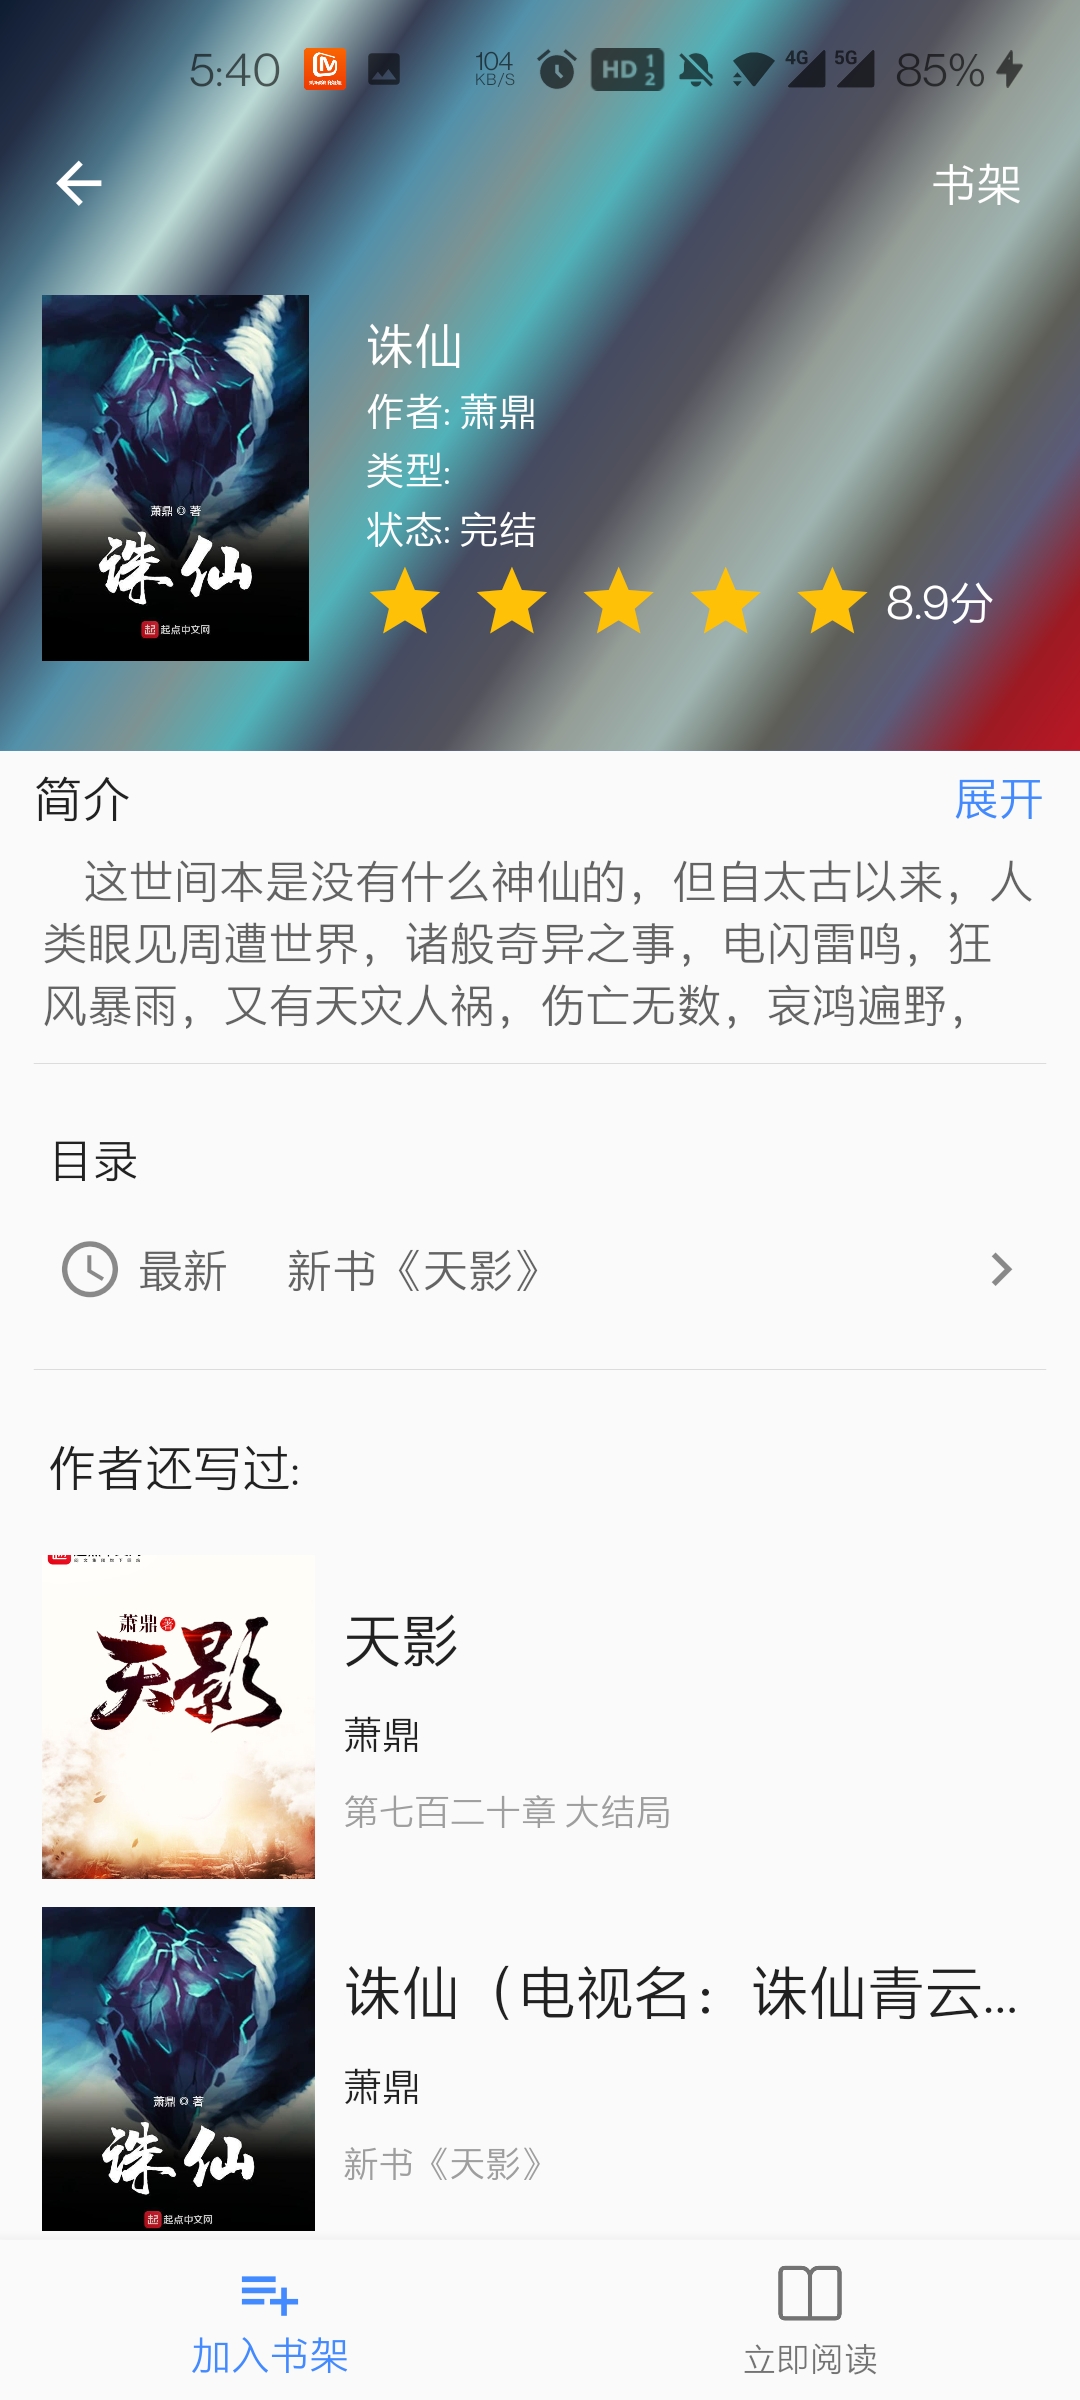 5:40
104
KB/S
HD 1 2
4G
5G
85%
书架
萧鼎 著
诛仙
起点中文网
诛仙
作者: 萧鼎
类型:
状态: 完结
8.9分
简介
展开
这世间本是没有什么神仙的，但自太古以来，人
类眼见周遭世界，诸般奇异之事，电闪雷鸣，狂
风暴雨，又有天灾人祸，伤亡无数，哀鸿遍野，
目录
最新 新书《天影》
作者还写过:
萧鼎 著
天影
天影
萧鼎
第七百二十章 大结局
萧鼎 著
诛仙
起点中文网
诛仙（电视名：诛仙青云...
萧鼎
新书《天影》
加入书架
立即阅读